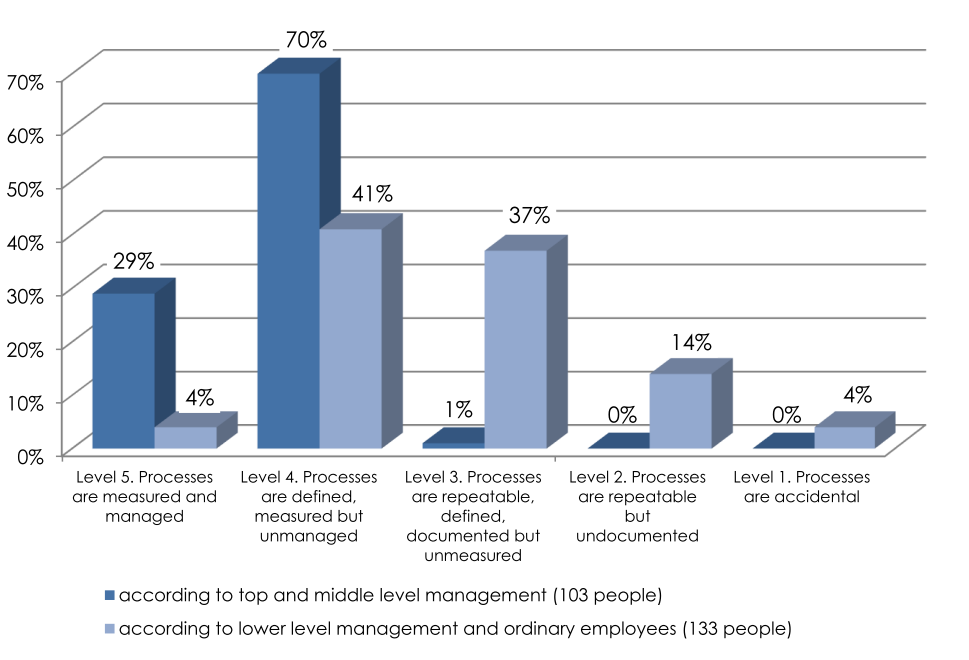 70%
70%
60%
50%
41%
37%
40%
29%
30%
20%
14%
10%
4%
1%
0%
0%
4%
0%
Level 5. Processes
are measured and
managed
Level 4. Processes
are defined,
measured but
unmanaged
Level 3. Processes
are repeatable,
defined,
documented but
unmeasured
Level 2. Processes
are repeatable
but
undocumented
Level 1. Processes
are accidental
according to top and middle level management (103 people)
according to lower level management and ordinary employees (133 people)